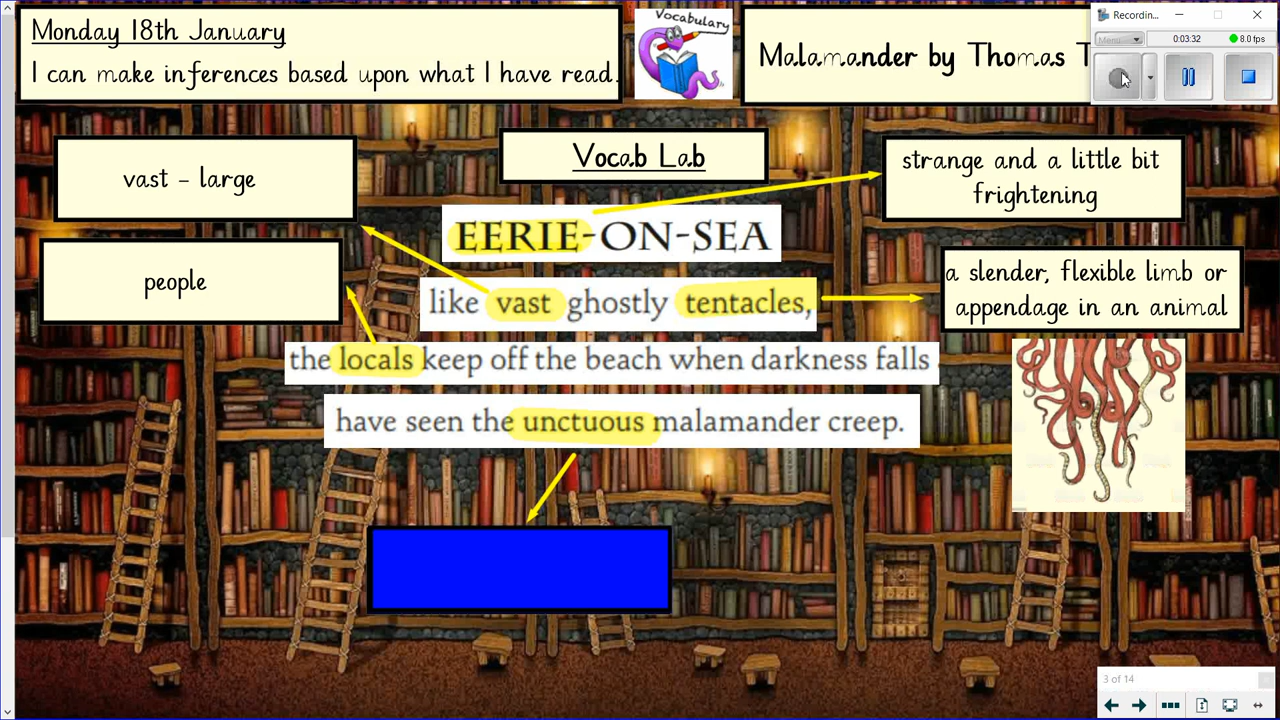 Monday 18th January
I can make inferences based upon what I have read.
Vocabulary
Malamander by Thomas T
Recordin...
Menu
0:03:32
8.0 fps
Vocab Lab
vast – large
strange and a little bit
frightening
EERIE-ON-SEA
people
a slender, flexible limb or
appendage in an animal
like vast ghostly tentacles,
the locals keep off the beach when darkness falls
have seen the unctuous malamander creep.
3 of 14